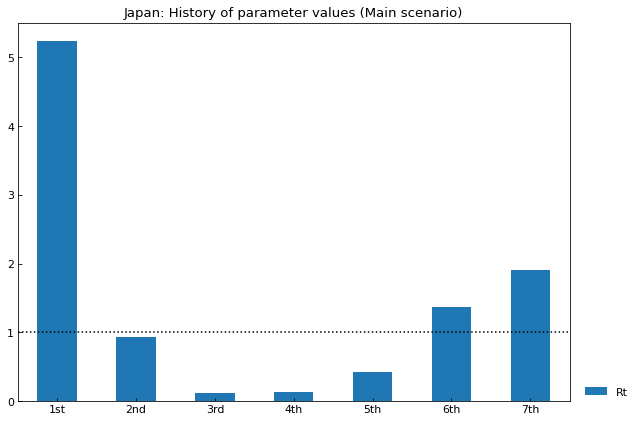 Japan: History of parameter values (Main scenario)
5
4
3
2
1
0
1st 2nd 3rd 4th 5th 6th 7th
Rt